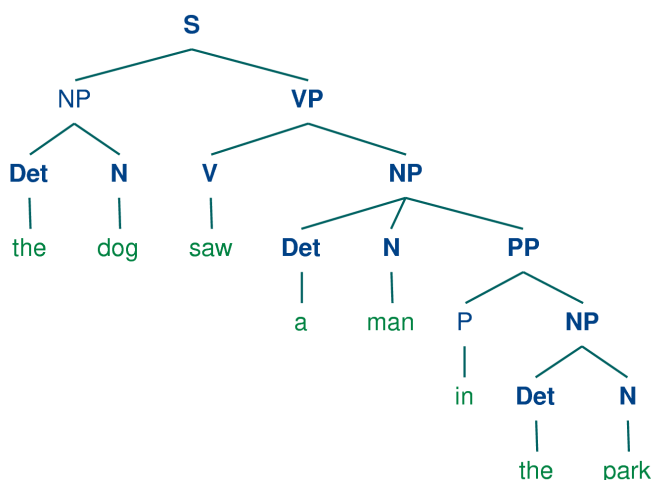 S
NP VP
Det N V NP
the dog saw Det N PP
a man P NP
in Det N
the park